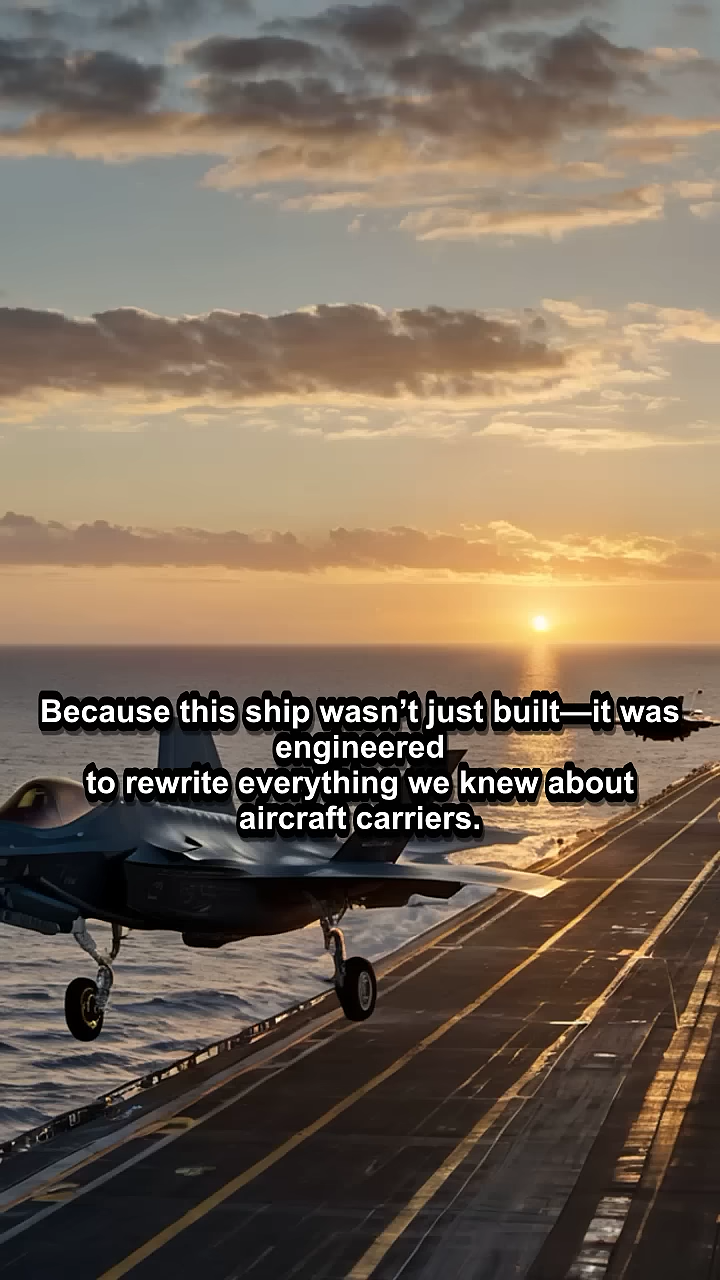 Because this ship wasn’t just built—it was
engineered
to rewrite everything we knew about
aircraft carriers.